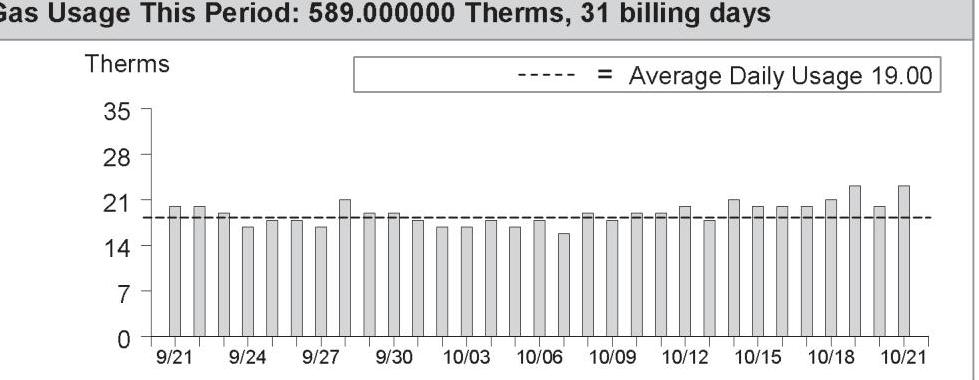 Gas Usage This Period: 589.000000 Therms, 31 billing days
Therms
----- = Average Daily Usage 19.00
35
28
21
14
7
0
9/21 9/24 9/27 9/30 10/03 10/06 10/09 10/12 10/15 10/18 10/21